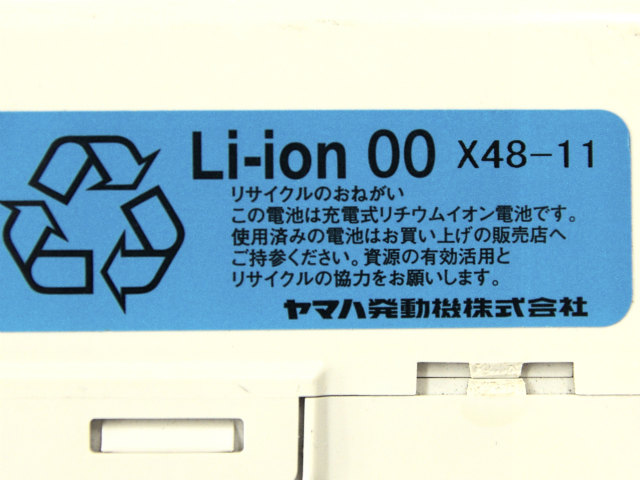 Li-ion 00 X48-11
リサイクルのおねがい
この電池は充電式リチウムイオン電池です。
使用済みの電池はお買い上げの販売店へ
ご持参ください。資源の有効活用と
リサイクルの協力をお願いします。
ヤマハ発動機株式会社